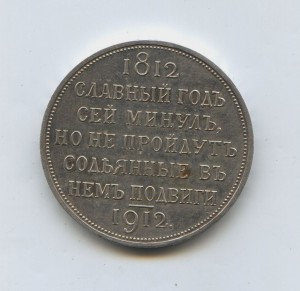 1812
СЛАВНЫЙ ГОДЪ
СЕЙ МИНУЛЪ,
НО НЕ ПРОЙДУТЪ
СОДѢЯННЫЕ ВЪ
НЕМЪ ПОДВИГИ
1912.